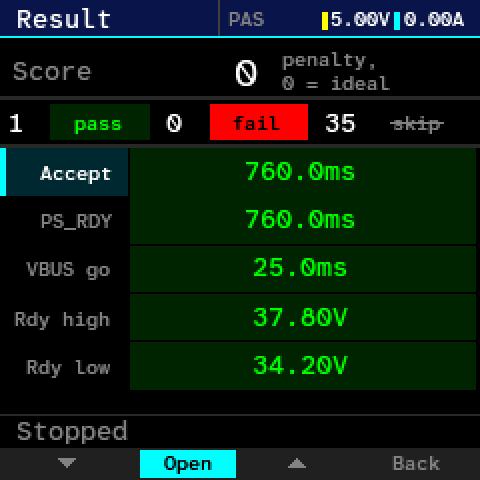 Result PAS 5.00V 0.00A
Score 0 penalty,
0 = ideal
1 pass 0 fail 35 skip
Accept 760.0ms
PS_RDY 760.0ms
VBUS go 25.0ms
Rdy high 37.80V
Rdy low 34.20V
Stopped
Open Back